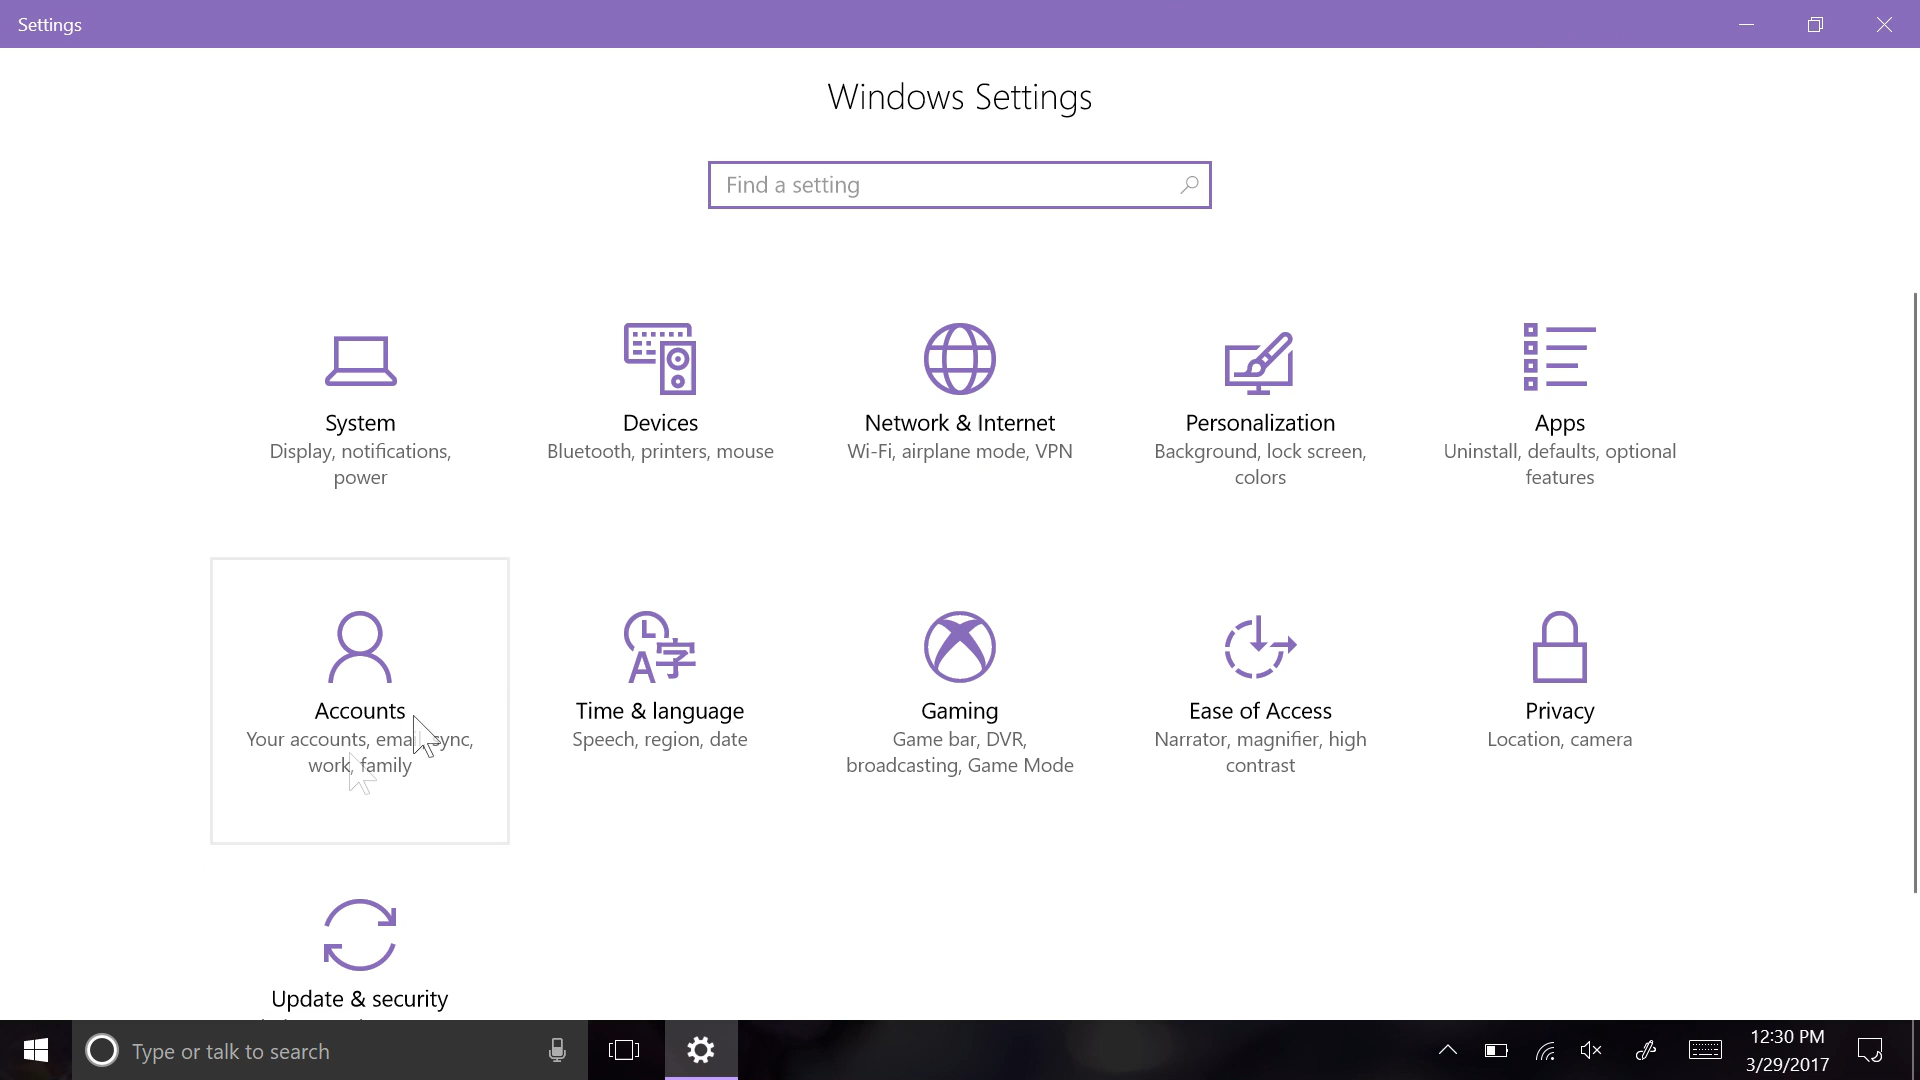 Settings
Windows Settings
Find a setting
System
Display, notifications,
power
Devices
Bluetooth, printers, mouse
Network & Internet
Wi-Fi, airplane mode, VPN
Personalization
Background, lock screen,
colors
Apps
Uninstall, defaults, optional
features
Accounts
Your accounts, email, sync,
work, family
Time & language
Speech, region, date
Gaming
Game bar, DVR,
broadcasting, Game Mode
Ease of Access
Narrator, magnifier, high
contrast
Privacy
Location, camera
A字
Update & security
Type or talk to search
12:30 PM
3/29/2017